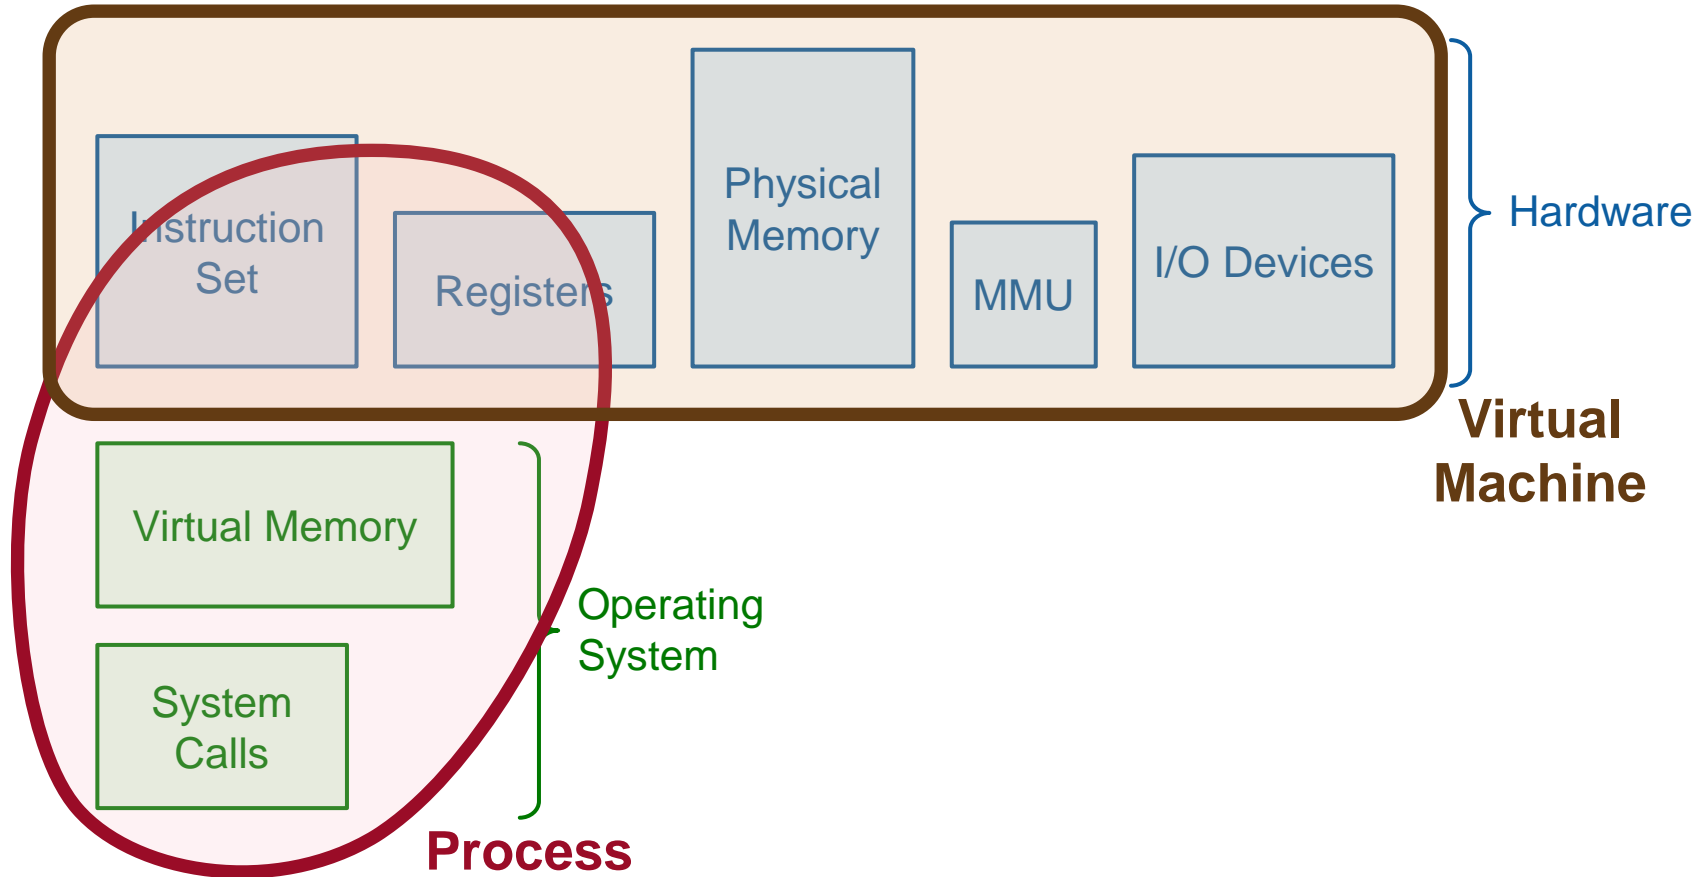 Instruction
Set
Registers
Physical
Memory
MMU
I/O Devices
Hardware
Virtual
Machine
Virtual Memory
Operating
System
System
Calls
Process